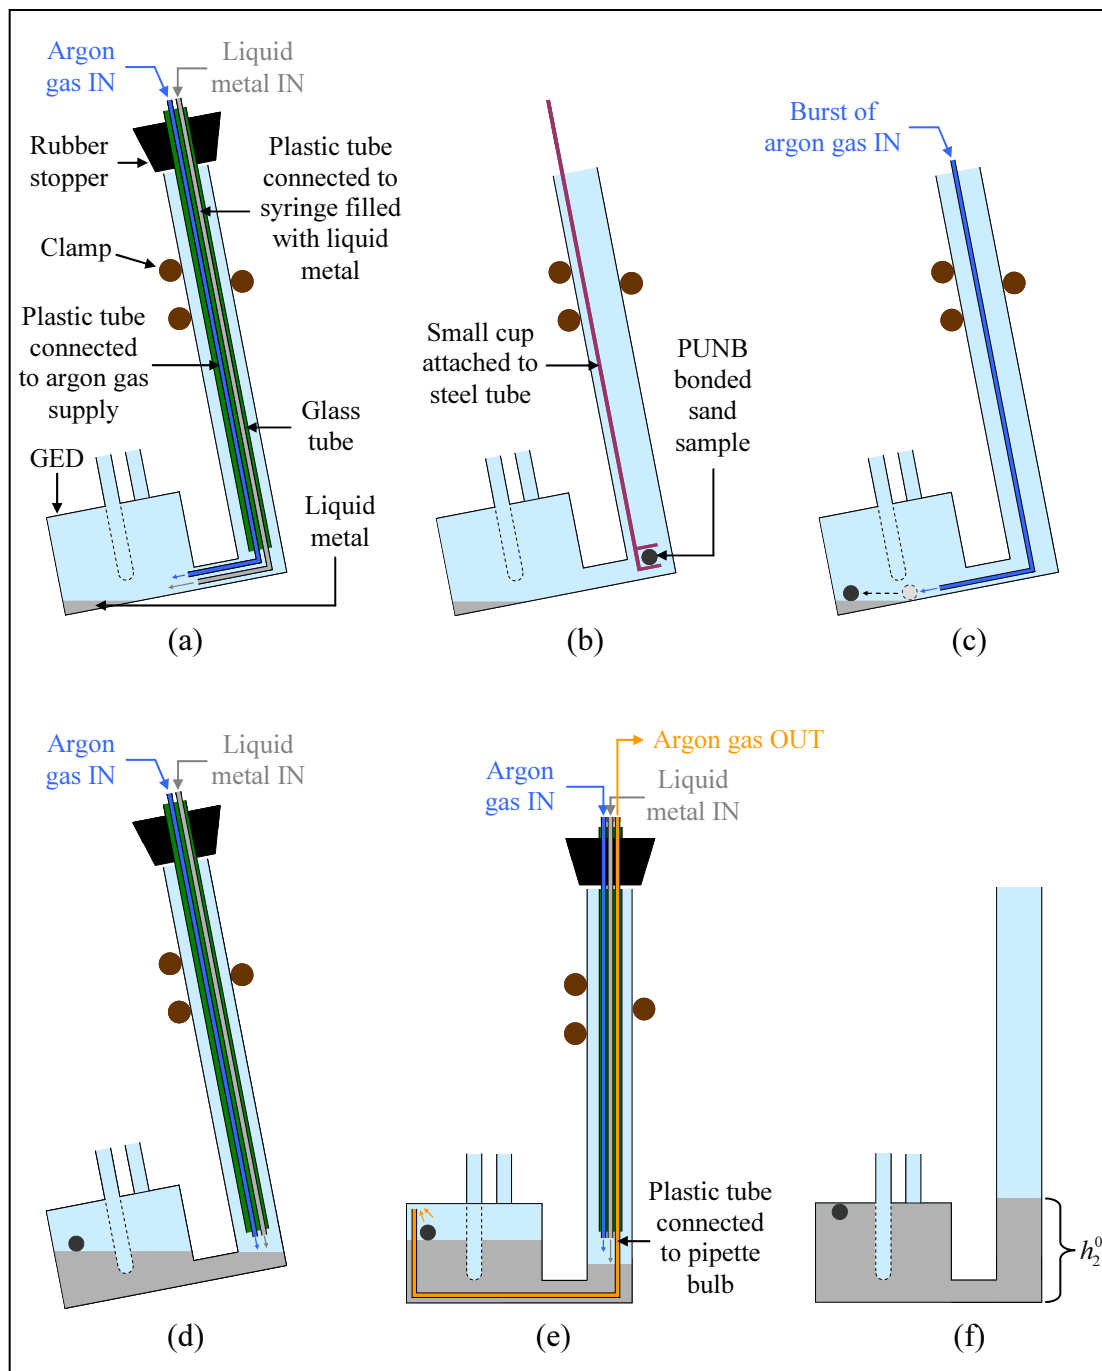 Argon
gas IN
Liquid
metal IN
Rubber
stopper
Plastic tube
connected to
syringe filled
with liquid
metal
Clamp
Plastic tube
connected
to argon gas
supply
Glass
tube
GED
Liquid
metal
(a)
Small cup
attached to
steel tube
PUNB
bonded
sand
sample
(b)
Burst of
argon gas IN
(c)
Argon
gas IN
Liquid
metal IN
(d)
Argon gas OUT
Argon
gas IN
Liquid
metal IN
Plastic tube
connected
to pipette
bulb
(e)
h₂⁰
(f)